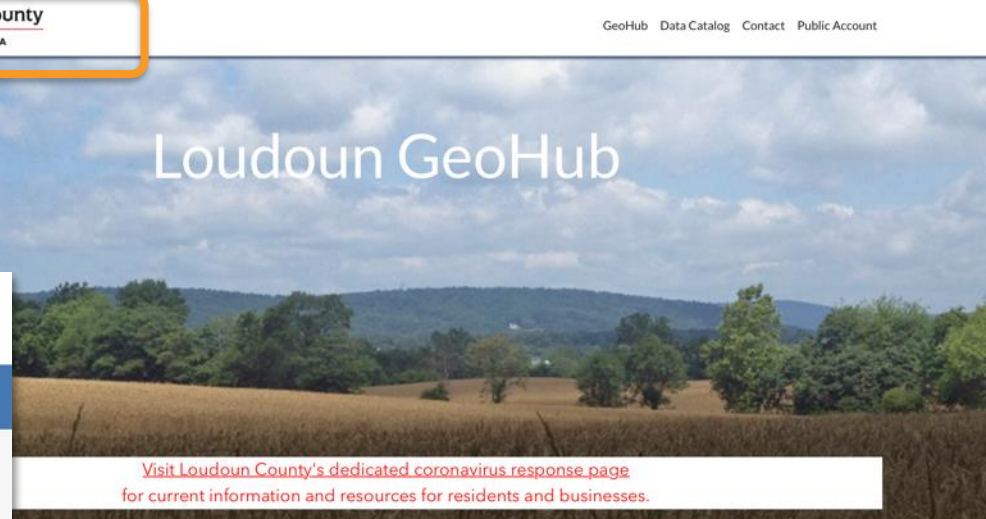 GeoHub Data Catalog Contact Public Account
Loudoun GeoHub
Visit Loudoun County's dedicated coronavirus response page
for current information and resources for residents and businesses.